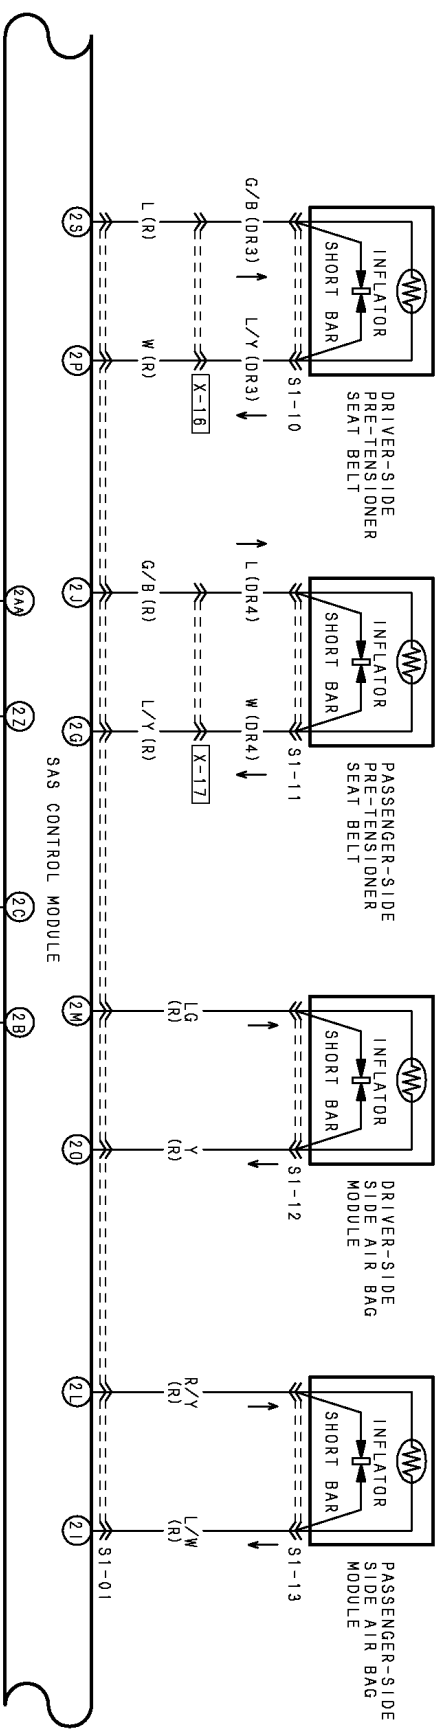 DRIVER-SIDE
PRE-TENSIONER
SEAT BELT
INFLATOR
SHORT BAR
S1-10
G/B (DR3)
L/Y (DR3)
X-16
L (R)
W (R)
2S
2P
PASSENGER-SIDE
PRE-TENSIONER
SEAT BELT
INFLATOR
SHORT BAR
S1-11
L (DR4)
W (DR4)
X-17
G/B (R)
L/Y (R)
2J
2G
DRIVER-SIDE
SIDE AIR BAG
MODULE
INFLATOR
SHORT BAR
S1-12
LG
(R)
Y
(R)
2M
2O
PASSENGER-SIDE
SIDE AIR BAG
MODULE
INFLATOR
SHORT BAR
S1-13
R/Y
(R)
L/W
(R)
S1-01
2L
2I
SAS CONTROL MODULE
2AA
2Z
2C
2B